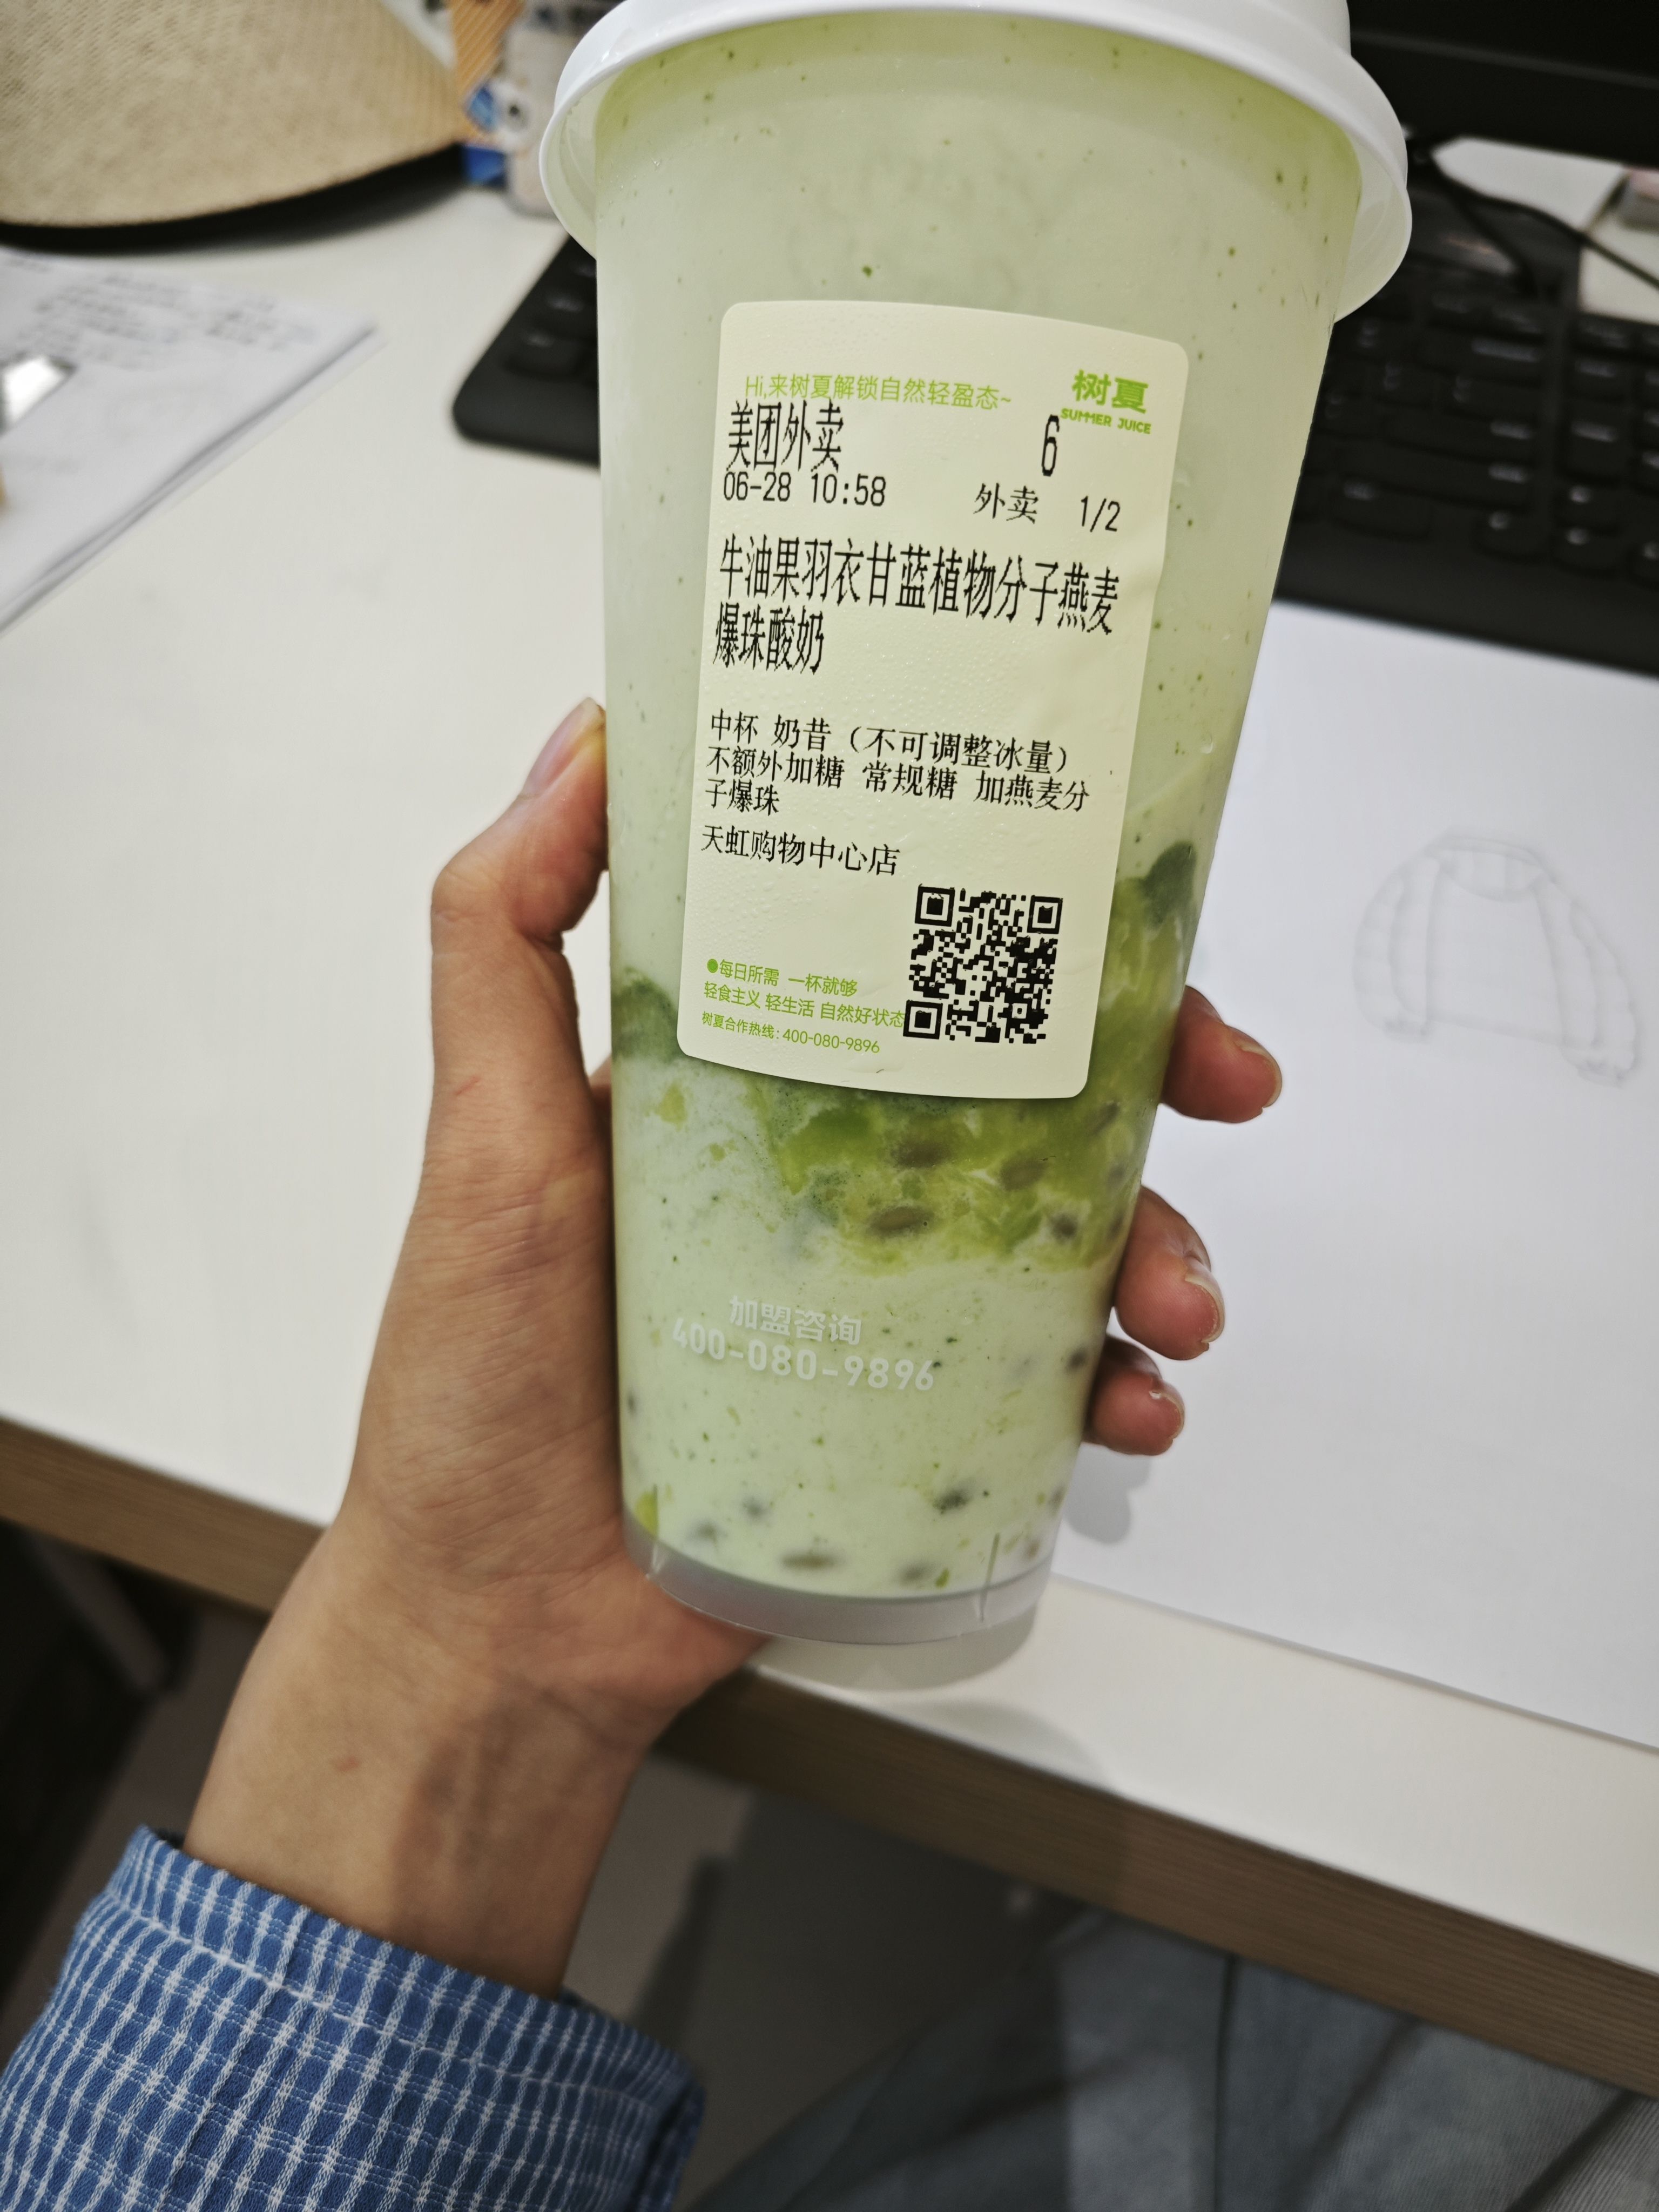 Hi,来树夏解锁自然轻盈态~
树夏
SUMMER JUICE
美团外卖 6
06-28 10:58 外卖 1/2
牛油果羽衣甘蓝植物分子燕麦
爆珠酸奶
中杯 奶昔（不可调整冰量）
不额外加糖 常规糖 加燕麦分
子爆珠
天虹购物中心店
●每日所需 一杯就够
轻食主义 轻生活 自然好状态
树夏合作热线：400-080-9896
加盟咨询
400-080-9896